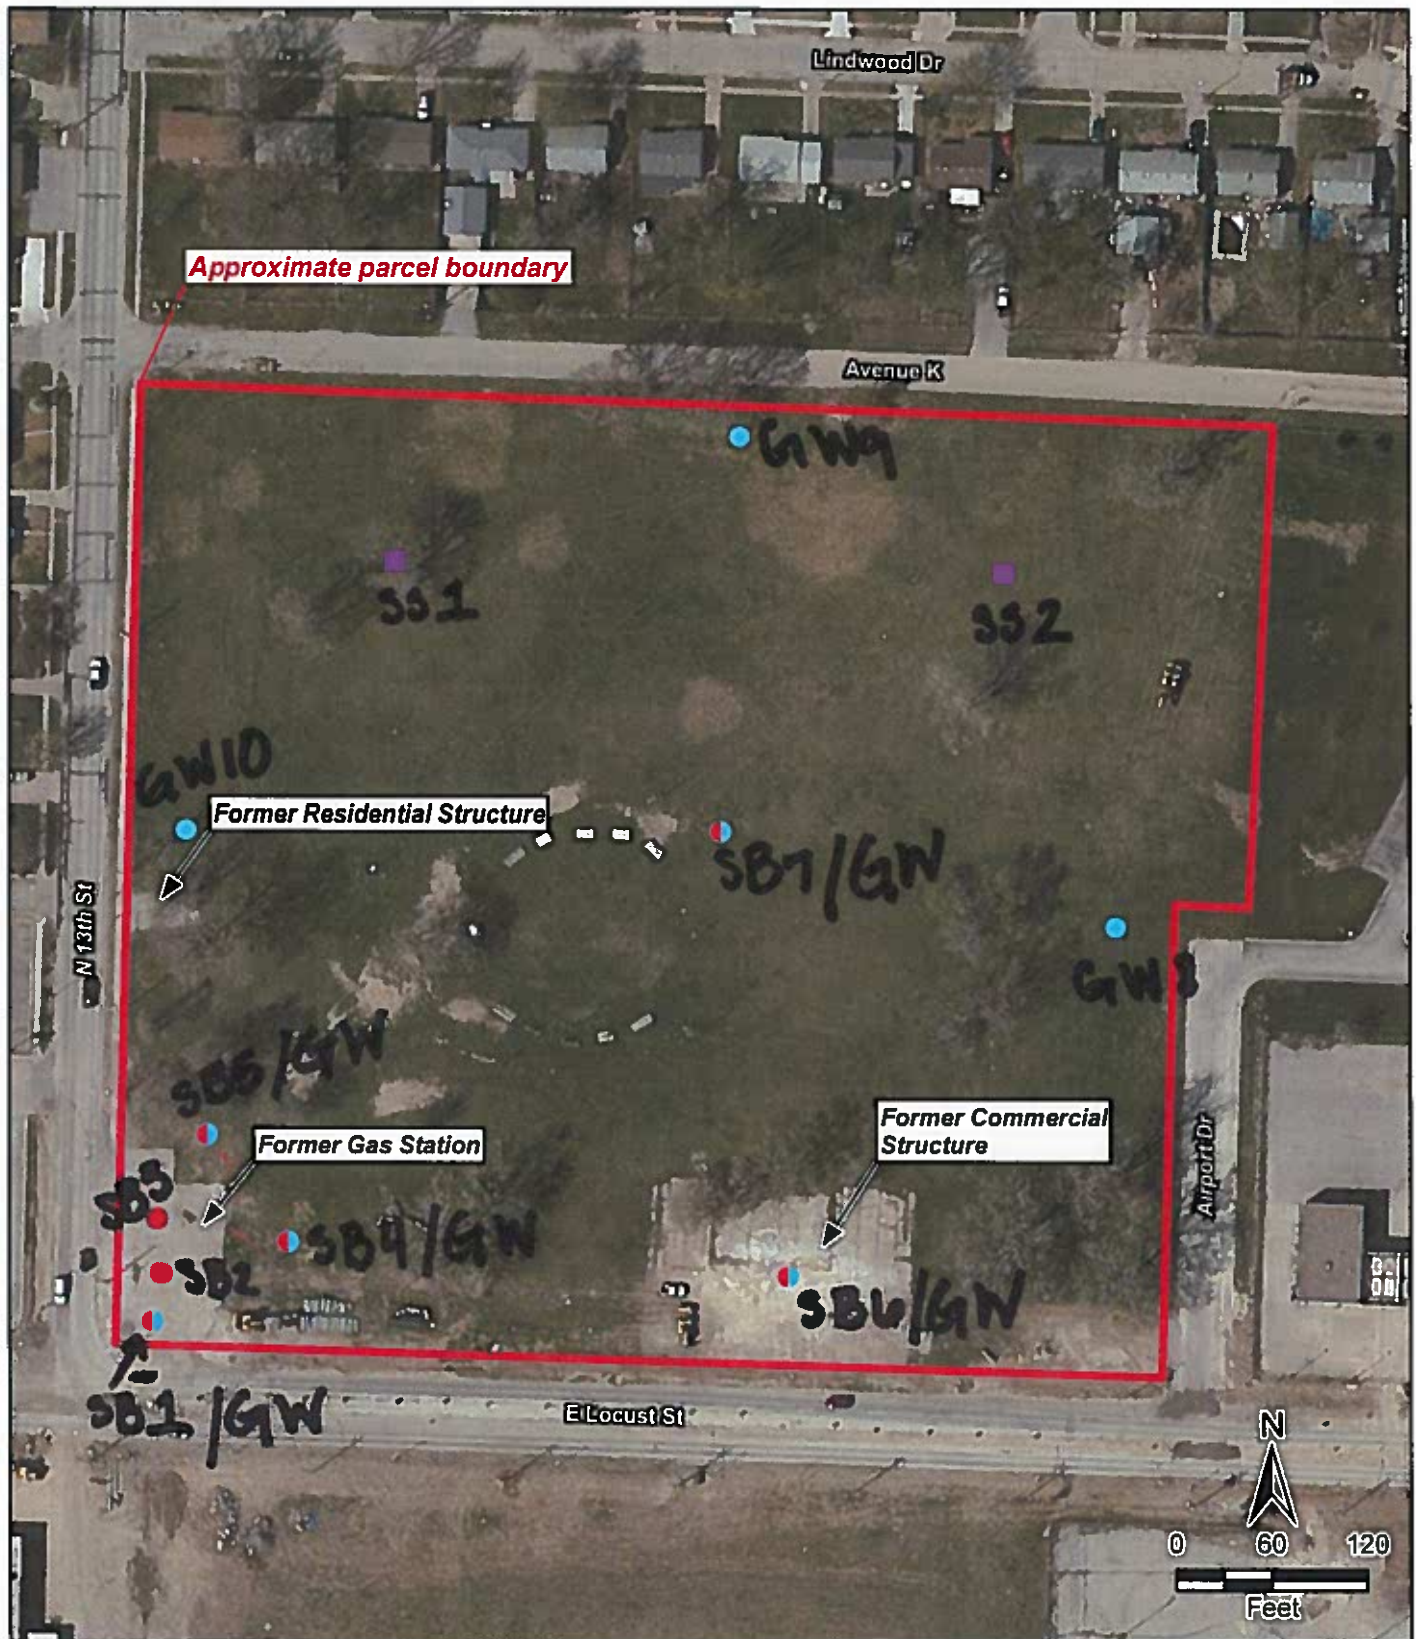 Lindwood Dr
Approximate parcel boundary
Avenue K
GW9
SS1
SS2
GW10
Former Residential Structure
SB7/GW
N 13th St
GW8
SB5/GW
Former Commercial
Structure
Former Gas Station
Airport Dr
SB3
SB4/GW
SB2
SB6/GW
SB1/GW
E Locust St
N
0 60 120
Feet